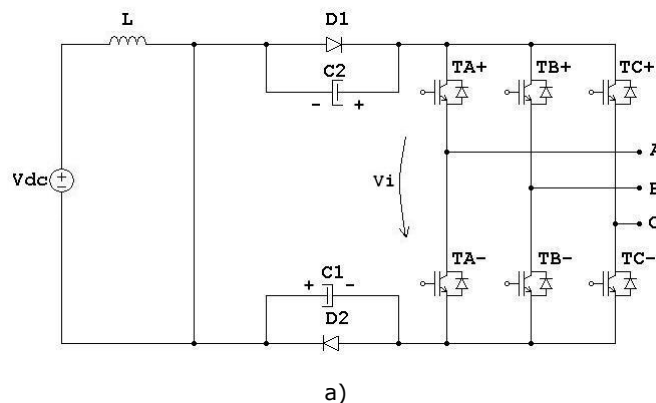 L
D1
C2
- +
TA+ TB+ TC+
Vdc
+
-
Vi
A
B
C
C1
+ -
D2
TA- TB- TC-
a)